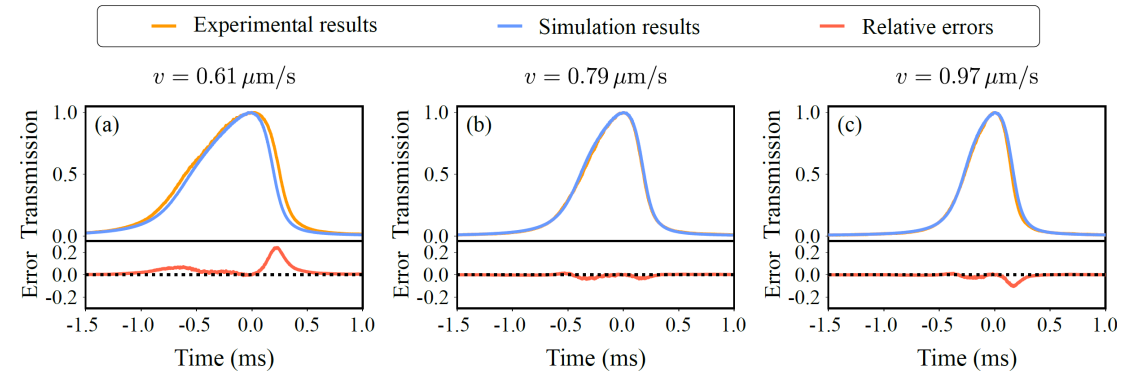 Experimental results Simulation results Relative errors
v = 0.61 μm/s v = 0.79 μm/s v = 0.97 μm/s
(a) (b) (c)
Transmission Transmission Transmission
1.0 1.0 1.0
0.5 0.5 0.5
0.0 0.0 0.0
Error Error Error
0.2 0.2 0.2
0.0 0.0 0.0
-0.2 -0.2 -0.2
-1.5 -1.0 -0.5 0.0 0.5 1.0 -1.5 -1.0 -0.5 0.0 0.5 1.0 -1.5 -1.0 -0.5 0.0 0.5 1.0
Time (ms) Time (ms) Time (ms)